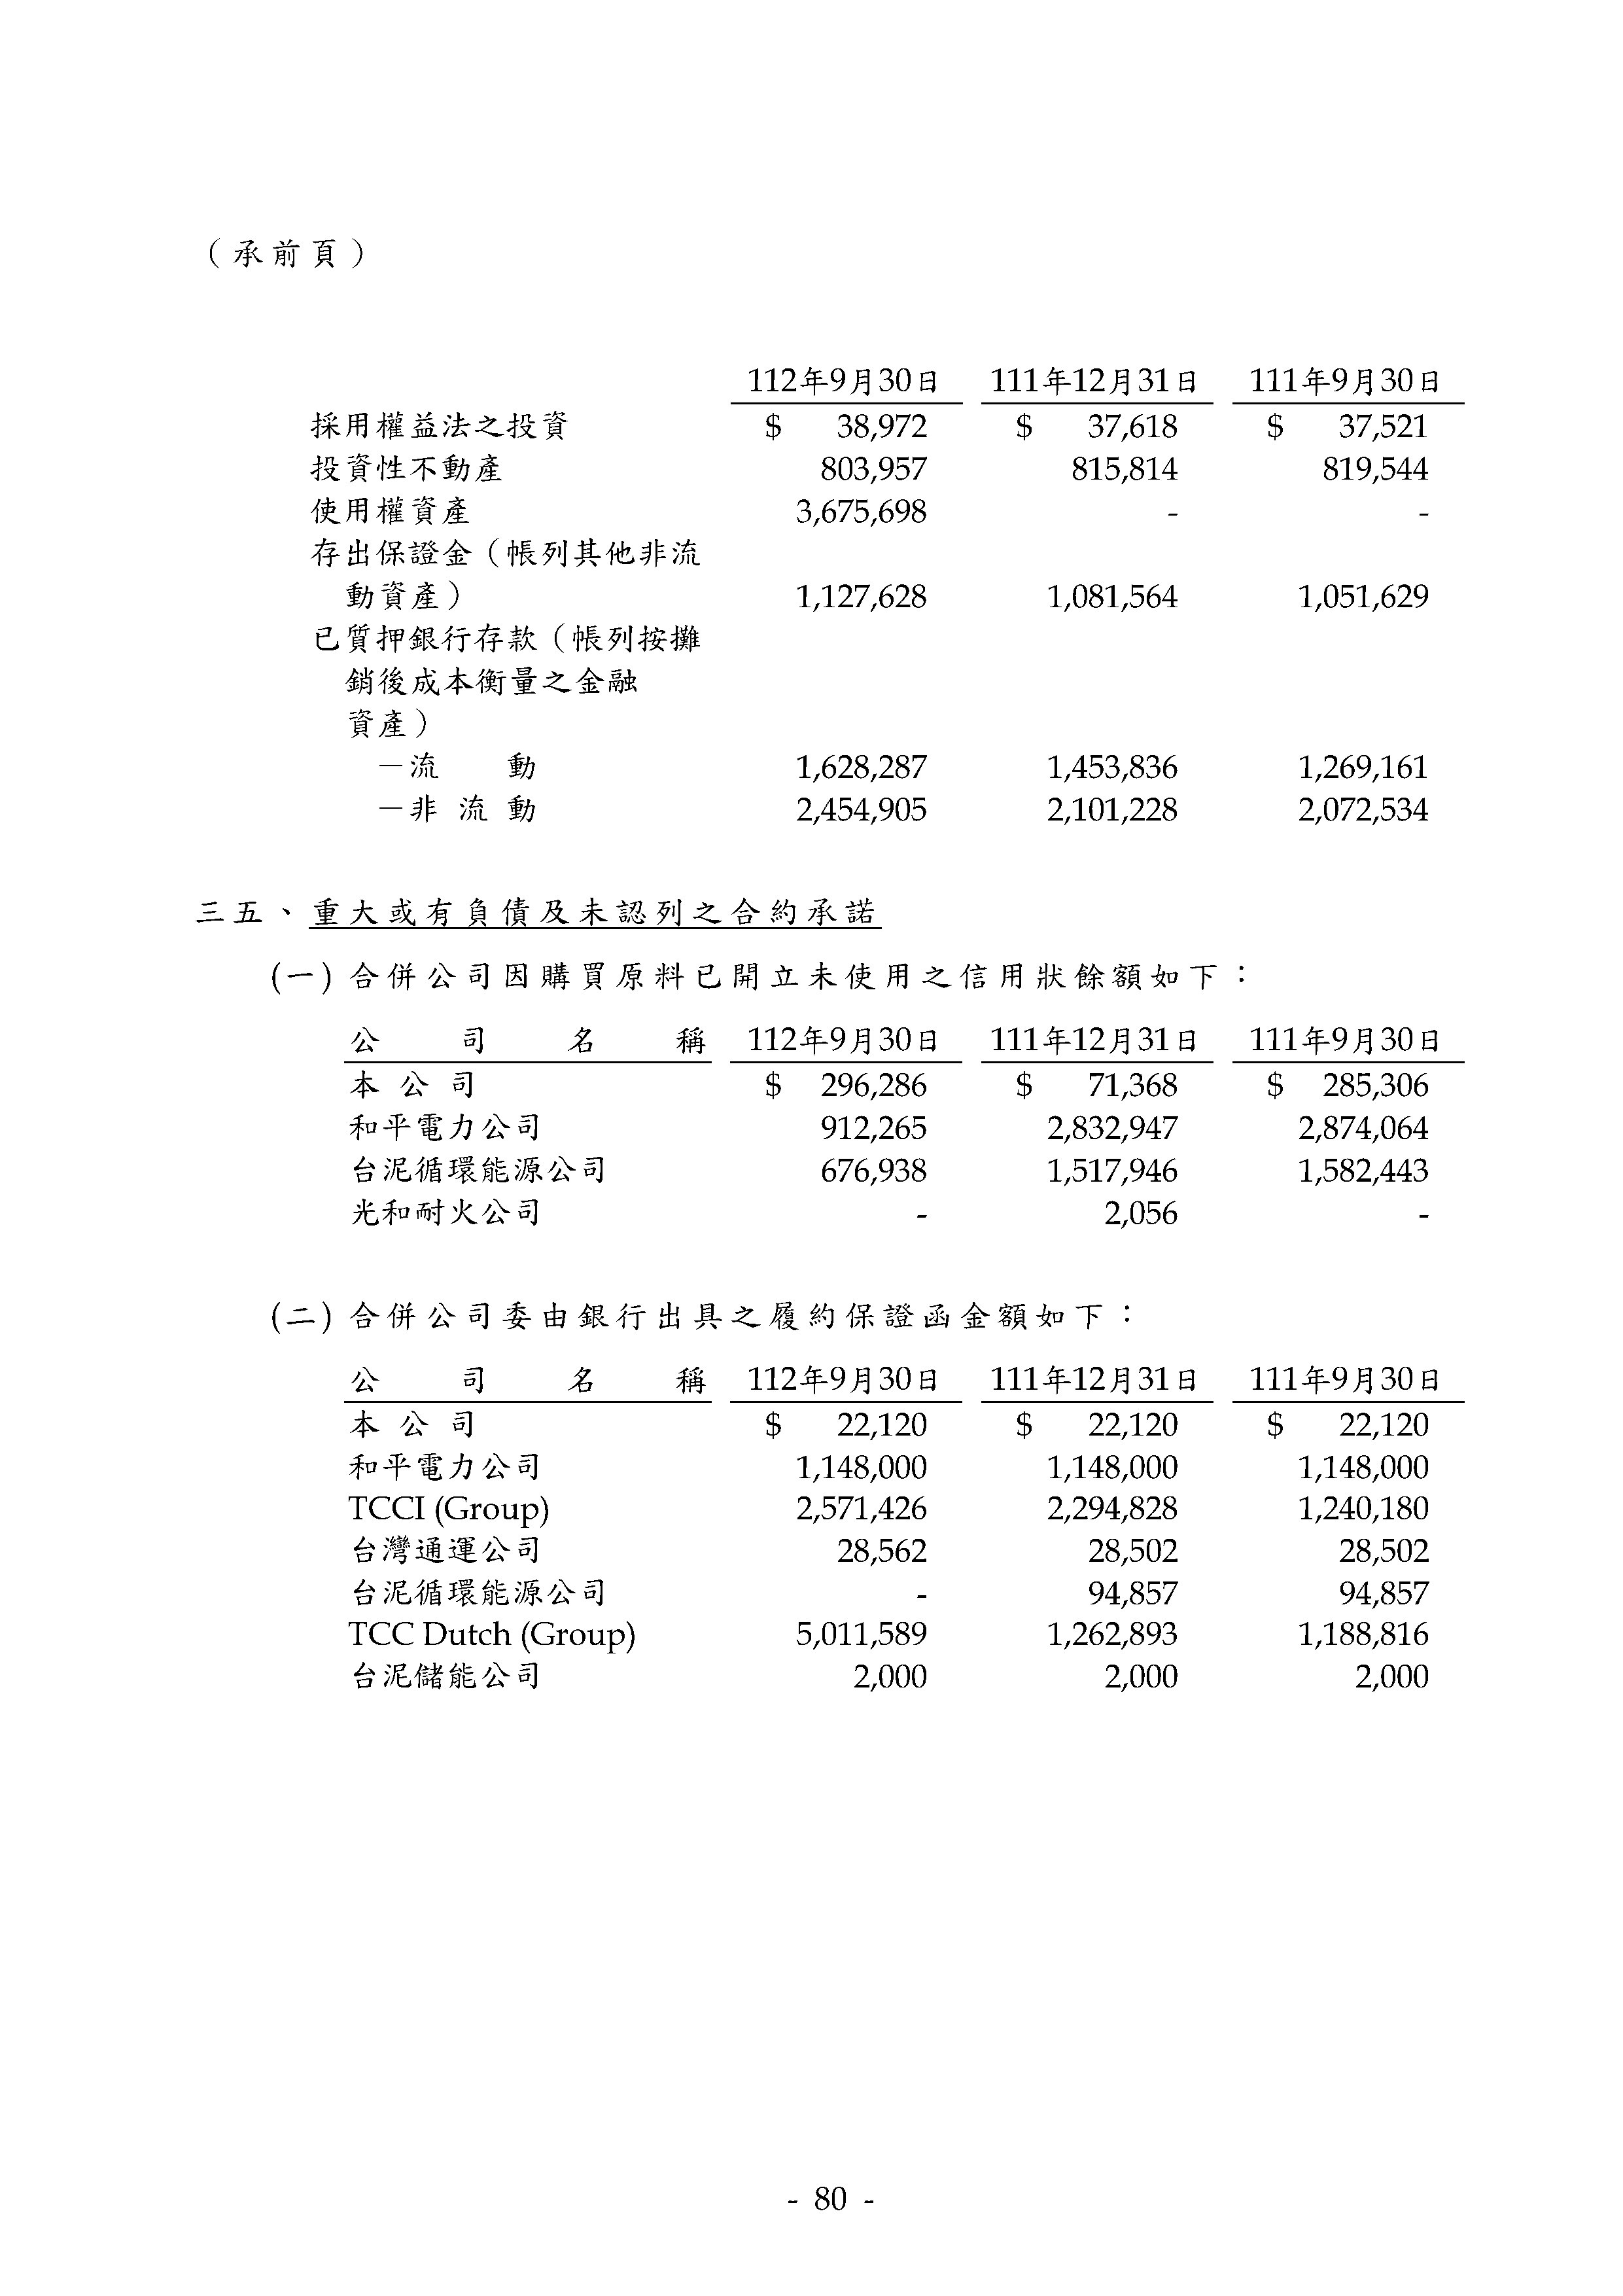 （承前頁）
112年9月30日 111年12月31日 111年9月30日
採用權益法之投資 $ 38,972 $ 37,618 $ 37,521
投資性不動產 803,957 815,814 819,544
使用權資產 3,675,698 - -
存出保證金（帳列其他非流
動資產） 1,127,628 1,081,564 1,051,629
已質押銀行存款（帳列按攤
銷後成本衡量之金融
資產）
－流動 1,628,287 1,453,836 1,269,161
－非流動 2,454,905 2,101,228 2,072,534
三五、重大或有負債及未認列之合約承諾
(一) 合併公司因購買原料已開立未使用之信用狀餘額如下：
公司名稱 112年9月30日 111年12月31日 111年9月30日
本公司 $ 296,286 $ 71,368 $ 285,306
和平電力公司 912,265 2,832,947 2,874,064
台泥循環能源公司 676,938 1,517,946 1,582,443
光和耐火公司 - 2,056 -
(二) 合併公司委由銀行出具之履約保證函金額如下：
公司名稱 112年9月30日 111年12月31日 111年9月30日
本公司 $ 22,120 $ 22,120 $ 22,120
和平電力公司 1,148,000 1,148,000 1,148,000
TCCI (Group) 2,571,426 2,294,828 1,240,180
台灣通運公司 28,562 28,502 28,502
台泥循環能源公司 - 94,857 94,857
TCC Dutch (Group) 5,011,589 1,262,893 1,188,816
台泥儲能公司 2,000 2,000 2,000
- 80 -